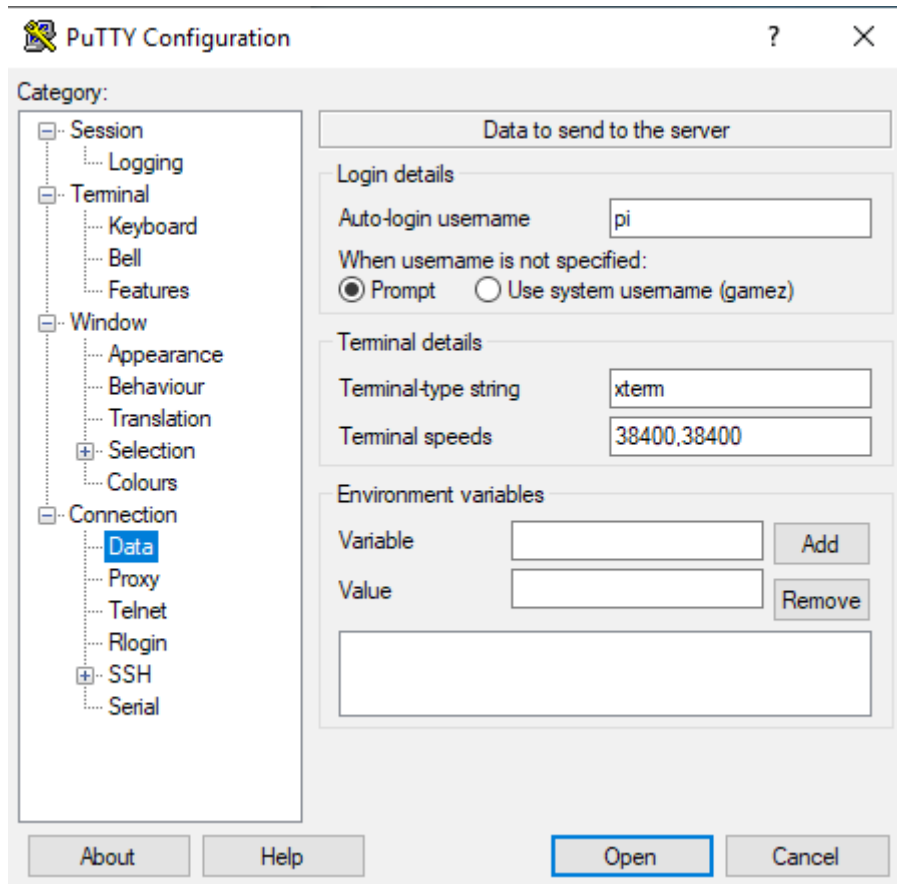 PuTTY Configuration
?
Category:
Session
Logging
Terminal
Keyboard
Bell
Features
Window
Appearance
Behaviour
Translation
Selection
Colours
Connection
Data
Proxy
Telnet
Rlogin
SSH
Serial
Data to send to the server
Login details
Auto-login username pi
When username is not specified:
Prompt Use system username (gamez)
Terminal details
Terminal-type string xterm
Terminal speeds 38400,38400
Environment variables
Variable Add
Value Remove
About Help Open Cancel